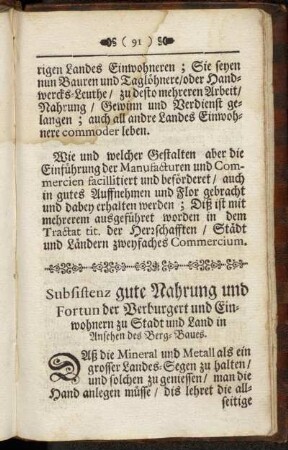 ( 91 )
rigen Landes Einwohneren ; Sie seyen
nun Bauren und Taglöhnere/oder Hand-
wercks-Leuthe / zu desto mehreren Arbeit/
Nahrung / Gewinn und Verdienst ge-
langen ; auch all andre Landes Einwoh-
nere commoder leben.
Wie und welcher Gestalten aber die
Einführung der Manufacturen und Com-
mercien facillitiert und befördert / auch
in gutes Auffnehmen und Flor gebracht
und dabey erhalten werden ; Diß ist mit
mehrerem ausgeführet worden in dem
Tractat tit. der Herzschafften / Städt
und Ländern zweyfaches Commercium.
Subsistenz gute Nahrung und
Fortun der Verburgert und Ein-
wohnern zu Stadt und Land in
Ansehen des Berg-Baues.
DAß die Mineral und Metall als ein
grosser Landes-Segen zu halten/
und solchen zu geniessen / man die
Hand anlegen müsse / dis lehret die all-
seitige